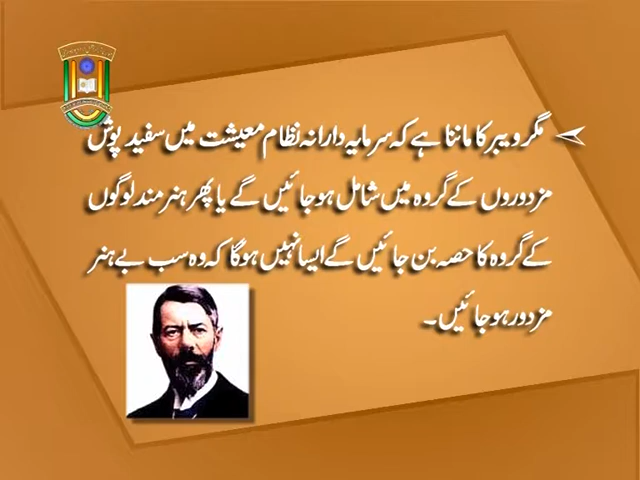 مگر ویبر کا ماننا ہے کہ سرمایہ دارانہ نظام معیشت میں سفید پوش
مزدوروں کے گروہ میں شامل ہو جائیں گے یا پھر ہنر مند لوگوں
کے گروہ کا حصہ بن جائیں گے ایسا نہیں ہوگا کہ وہ سب بے ہنر
مزدور ہو جائیں۔